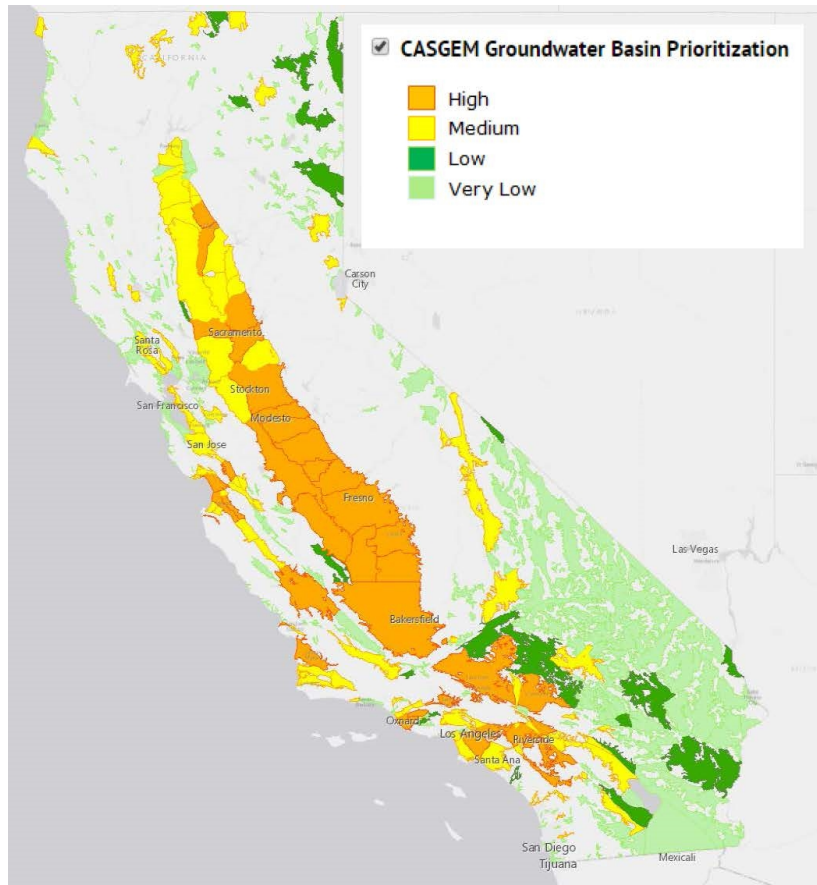 CASGEM Groundwater Basin Prioritization
High
Medium
Low
Very Low
CALIFORNIA
Carson
City
Sacramento
Santa
Rosa
Stockton
San Francisco
Modesto
San Jose
Fresno
Las Vegas
Bakersfield
Oxnard
Los Angeles
Riverside
Santa Ana
San Diego
Tijuana
Mexicali